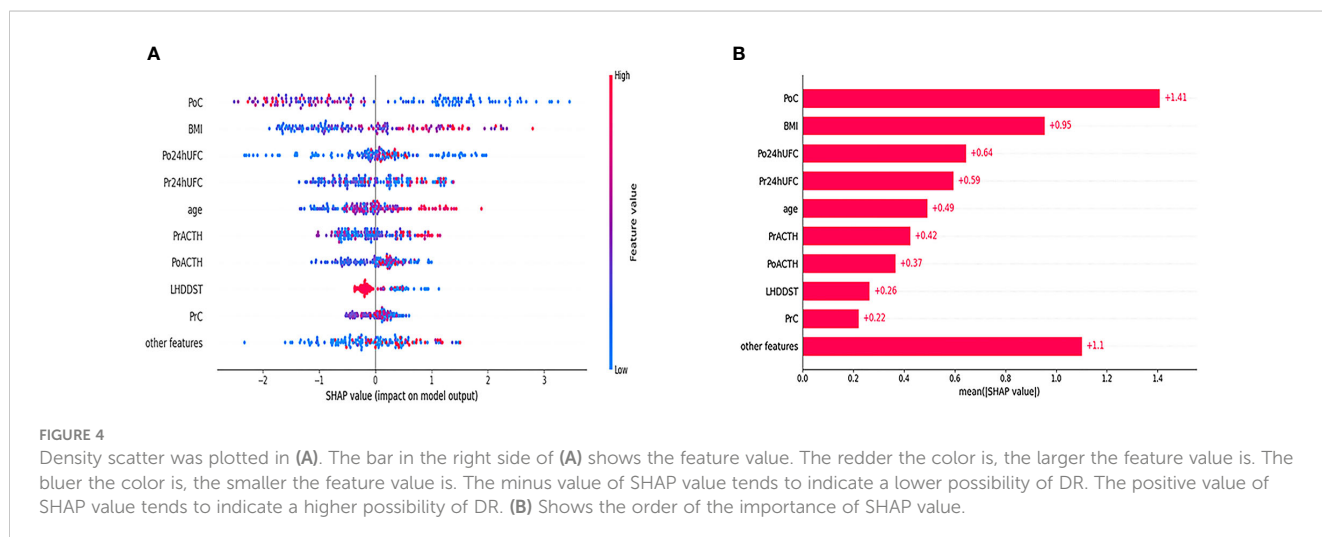 A
High
PoC
BMI
Po24hUFC
Pr24hUFC
age
PrACTH
PoACTH
LHDDST
PrC
other features
−2 −1 0 1 2 3
SHAP value (impact on model output)
Feature value
Low
B
PoC +1.41
BMI +0.95
Po24hUFC +0.64
Pr24hUFC +0.59
age +0.49
PrACTH +0.42
PoACTH +0.37
LHDDST +0.26
PrC +0.22
other features +1.1
0.0 0.2 0.4 0.6 0.8 1.0 1.2 1.4
mean(|SHAP value|)
FIGURE 4
Density scatter was plotted in (A). The bar in the right side of (A) shows the feature value. The redder the color is, the larger the feature value is. The
bluer the color is, the smaller the feature value is. The minus value of SHAP value tends to indicate a lower possibility of DR. The positive value of
SHAP value tends to indicate a higher possibility of DR. (B) Shows the order of the importance of SHAP value.